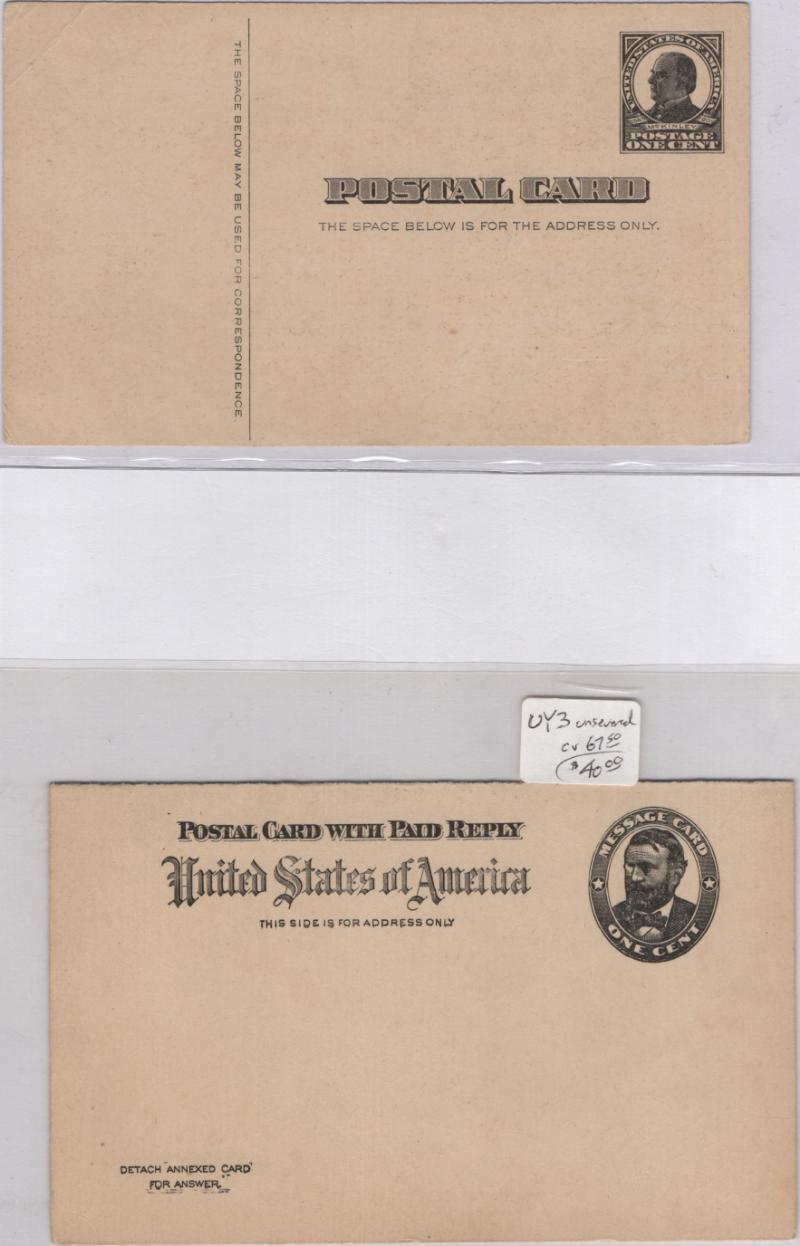 UNITED STATES OF AMERICA
McKINLEY
POSTAGE
ONE CENT
THE SPACE BELOW MAY BE USED FOR CORRESPONDENCE.
POSTAL CARD
THE SPACE BELOW IS FOR THE ADDRESS ONLY.
UY3 unsevered
cv 67.50
$40.00
POSTAL CARD WITH PAID REPLY
United States of America
THIS SIDE IS FOR ADDRESS ONLY
MESSAGE CARD
ONE CENT
DETACH "ANNEXED CARD"
FOR ANSWER.